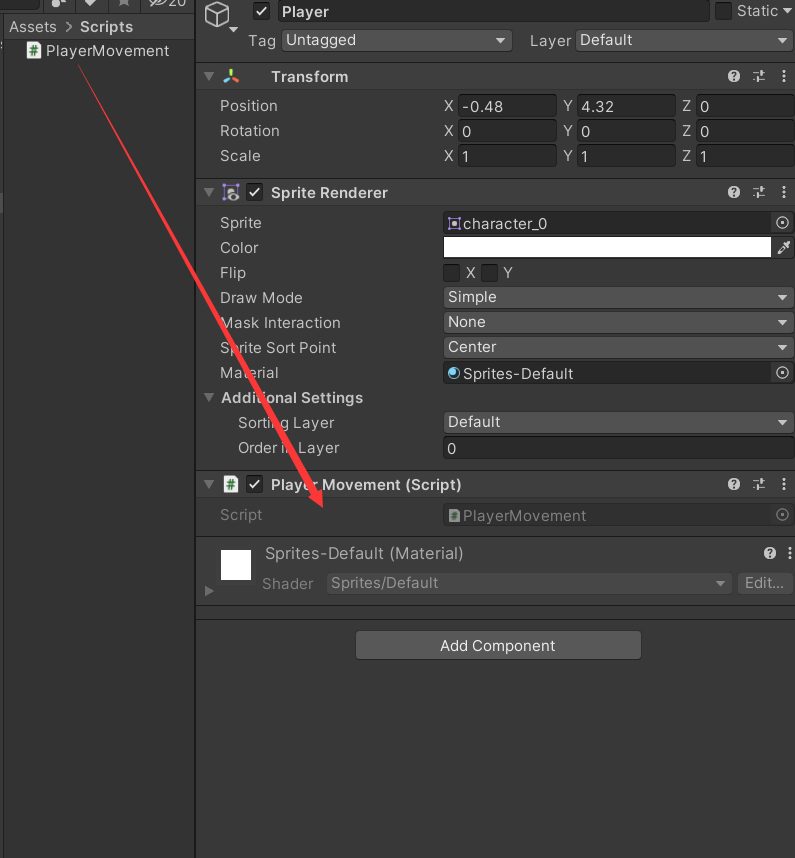 20
Assets > Scripts
PlayerMovement
Player
Static
Tag Untagged Layer Default
Transform
Position X -0.48 Y 4.32 Z 0
Rotation X 0 Y 0 Z 0
Scale X 1 Y 1 Z 1
Sprite Renderer
Sprite character_0
Color
Flip X Y
Draw Mode Simple
Mask Interaction None
Sprite Sort Point Center
Material Sprites-Default
Additional Settings
Sorting Layer Default
Order in Layer 0
Player Movement (Script)
Script PlayerMovement
Sprites-Default (Material)
Shader Sprites/Default Edit...
Add Component